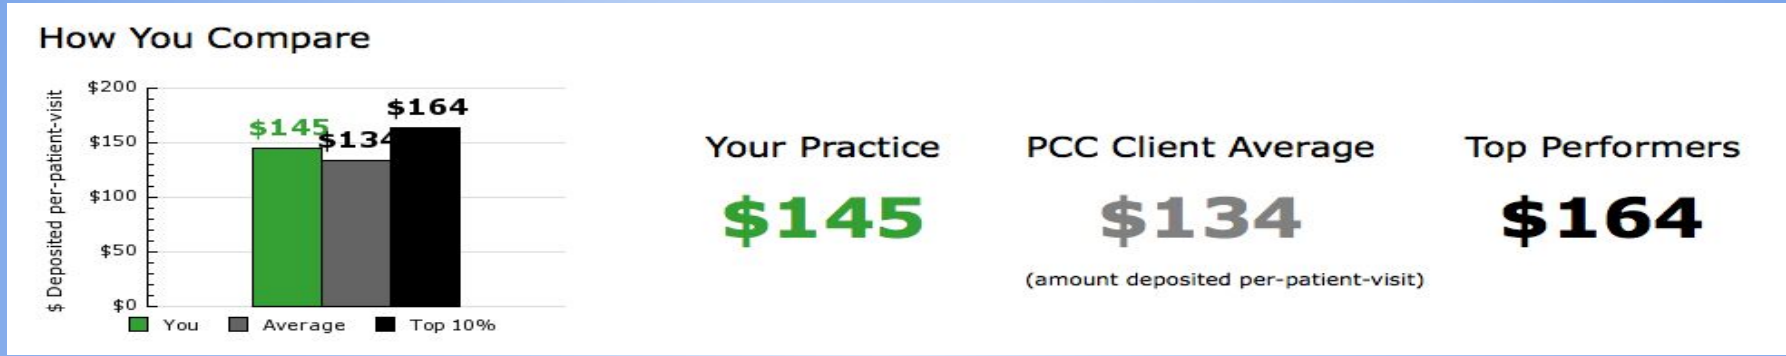 How You Compare
$ Deposited per-patient-visit
$200
$150
$100
$50
$0
$145
$134
$164
You
Average
Top 10%
Your Practice
$145
PCC Client Average
$134
(amount deposited per-patient-visit)
Top Performers
$164